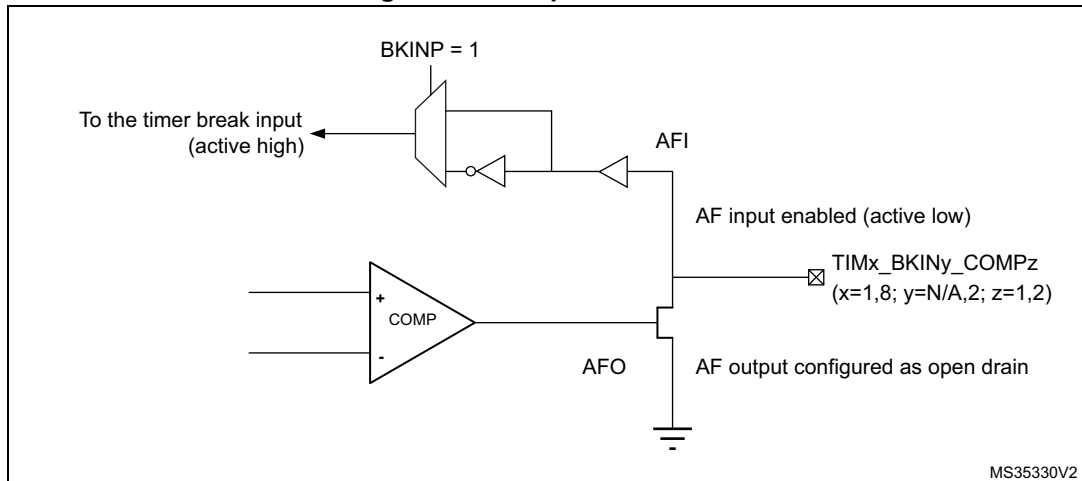 BKINP = 1
To the timer break input
(active high)
AFI
AF input enabled (active low)
TIMx_BKINy_COMPz
(x=1,8; y=N/A,2; z=1,2)
+
COMP
-
AFO
AF output configured as open drain
MS35330V2